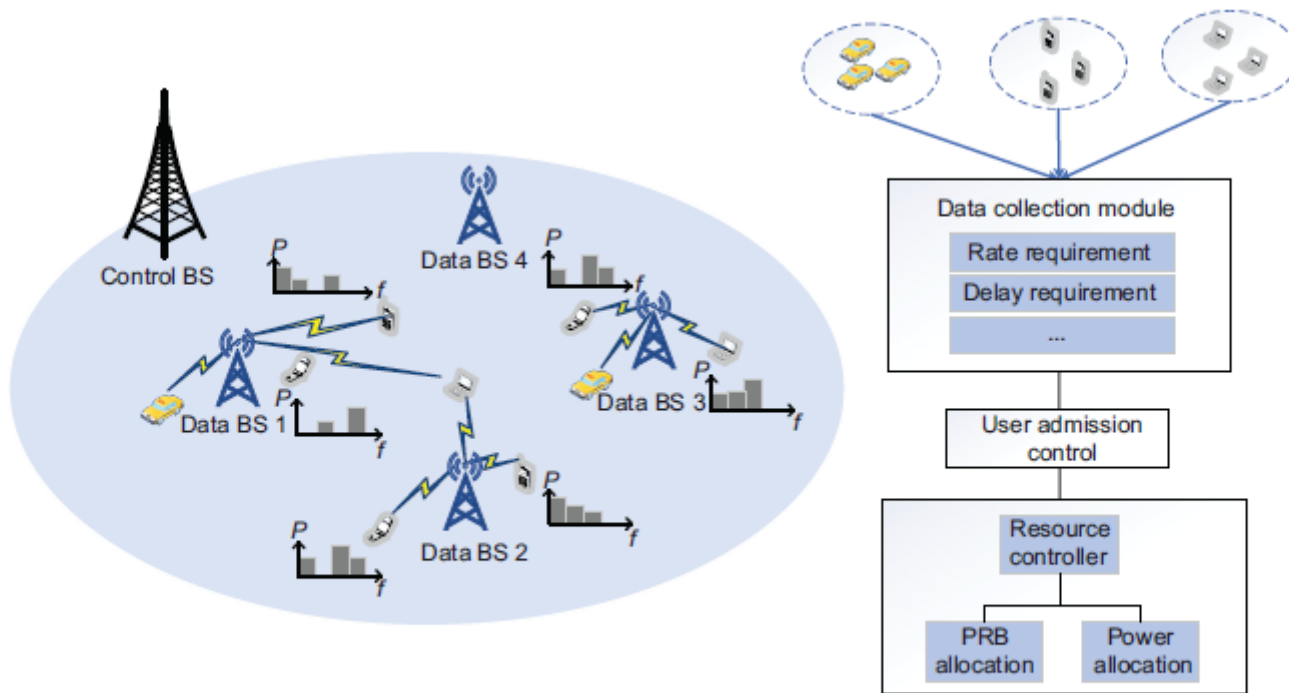 Control BS
Data BS 4
P
f
P
f
Data BS 1
P
f
Data BS 3
f
P
f
Data BS 2
P
f
Data collection module
Rate requirement
Delay requirement
...
User admission
control
Resource
controller
PRB
allocation
Power
allocation